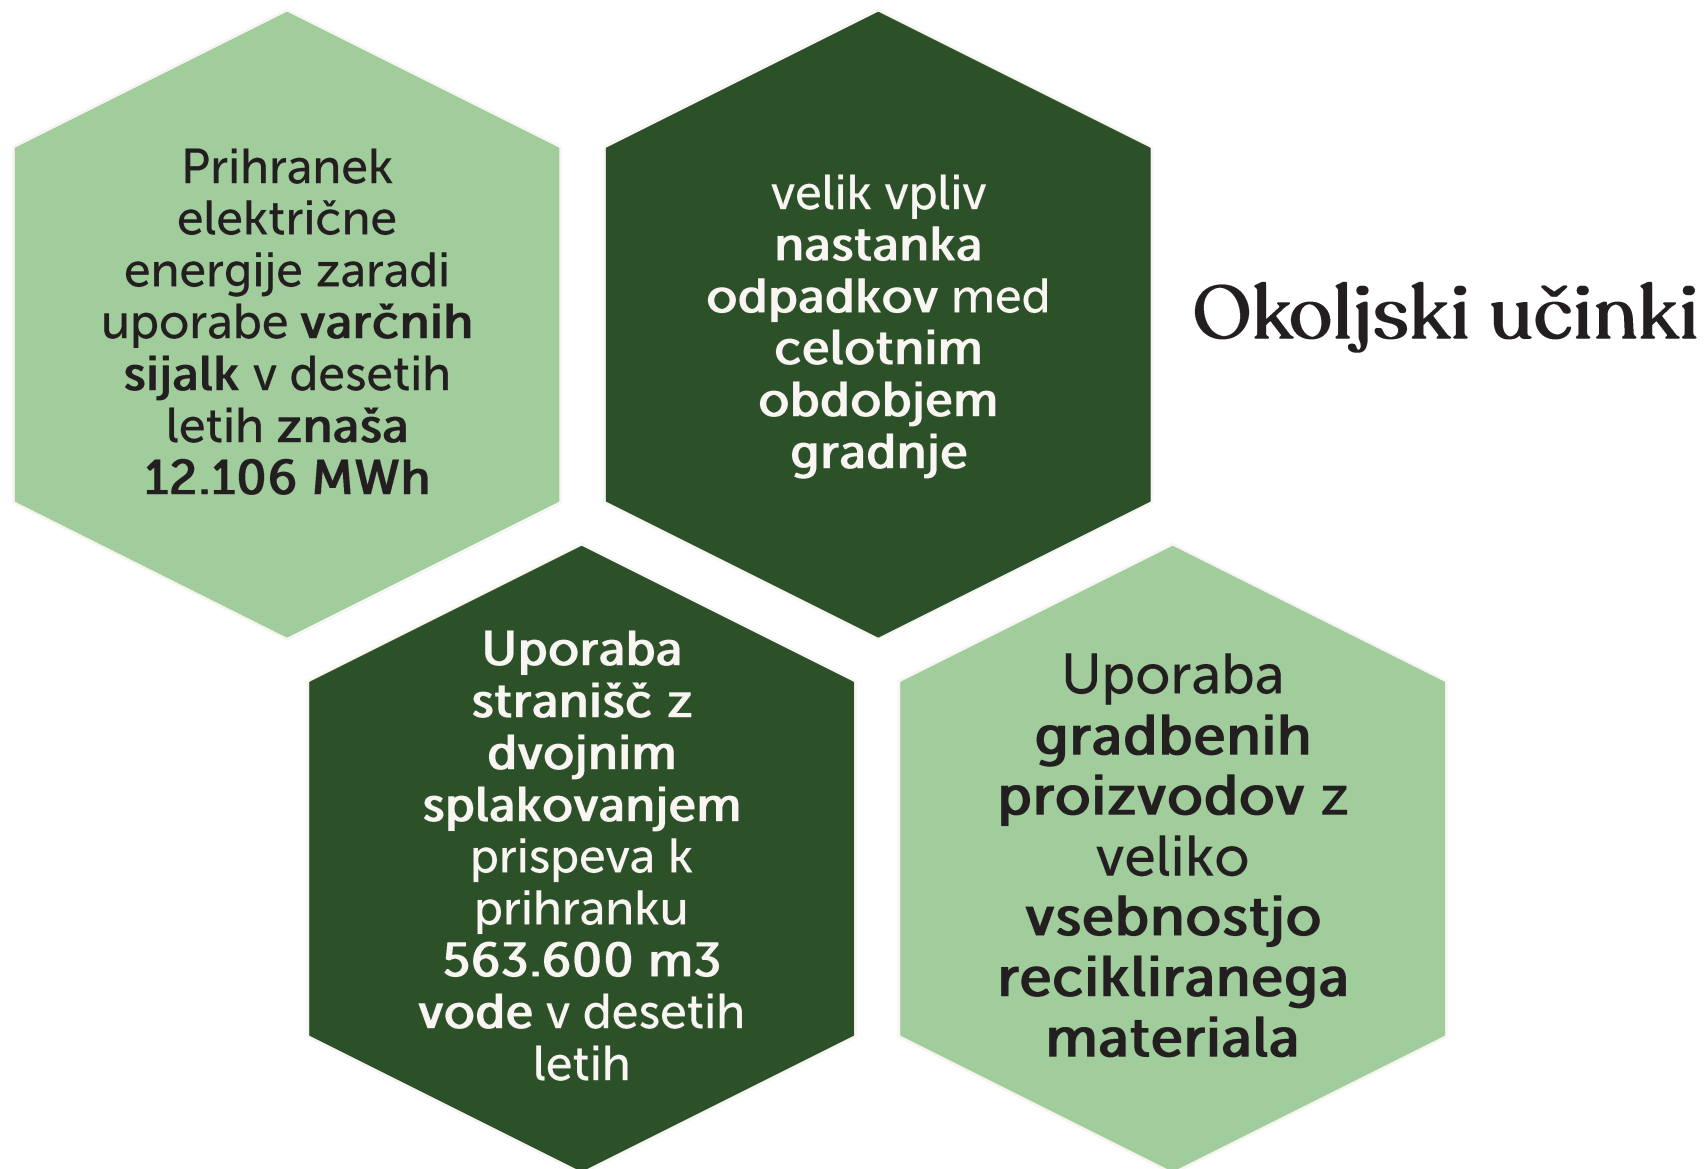 Prihranek
električne
energije zaradi
uporabe varčnih
sijalk v desetih
letih znaša
12.106 MWh
velik vpliv
nastanka
odpadkov med
celotnim
obdobjem
gradnje
Okoljski učinki
Uporaba
stranišč z
dvojnim
splakovanjem
prispeva k
prihranku
563.600 m3
vode v desetih
letih
Uporaba
gradbenih
proizvodov z
veliko
vsebnostjo
recikliranega
materiala